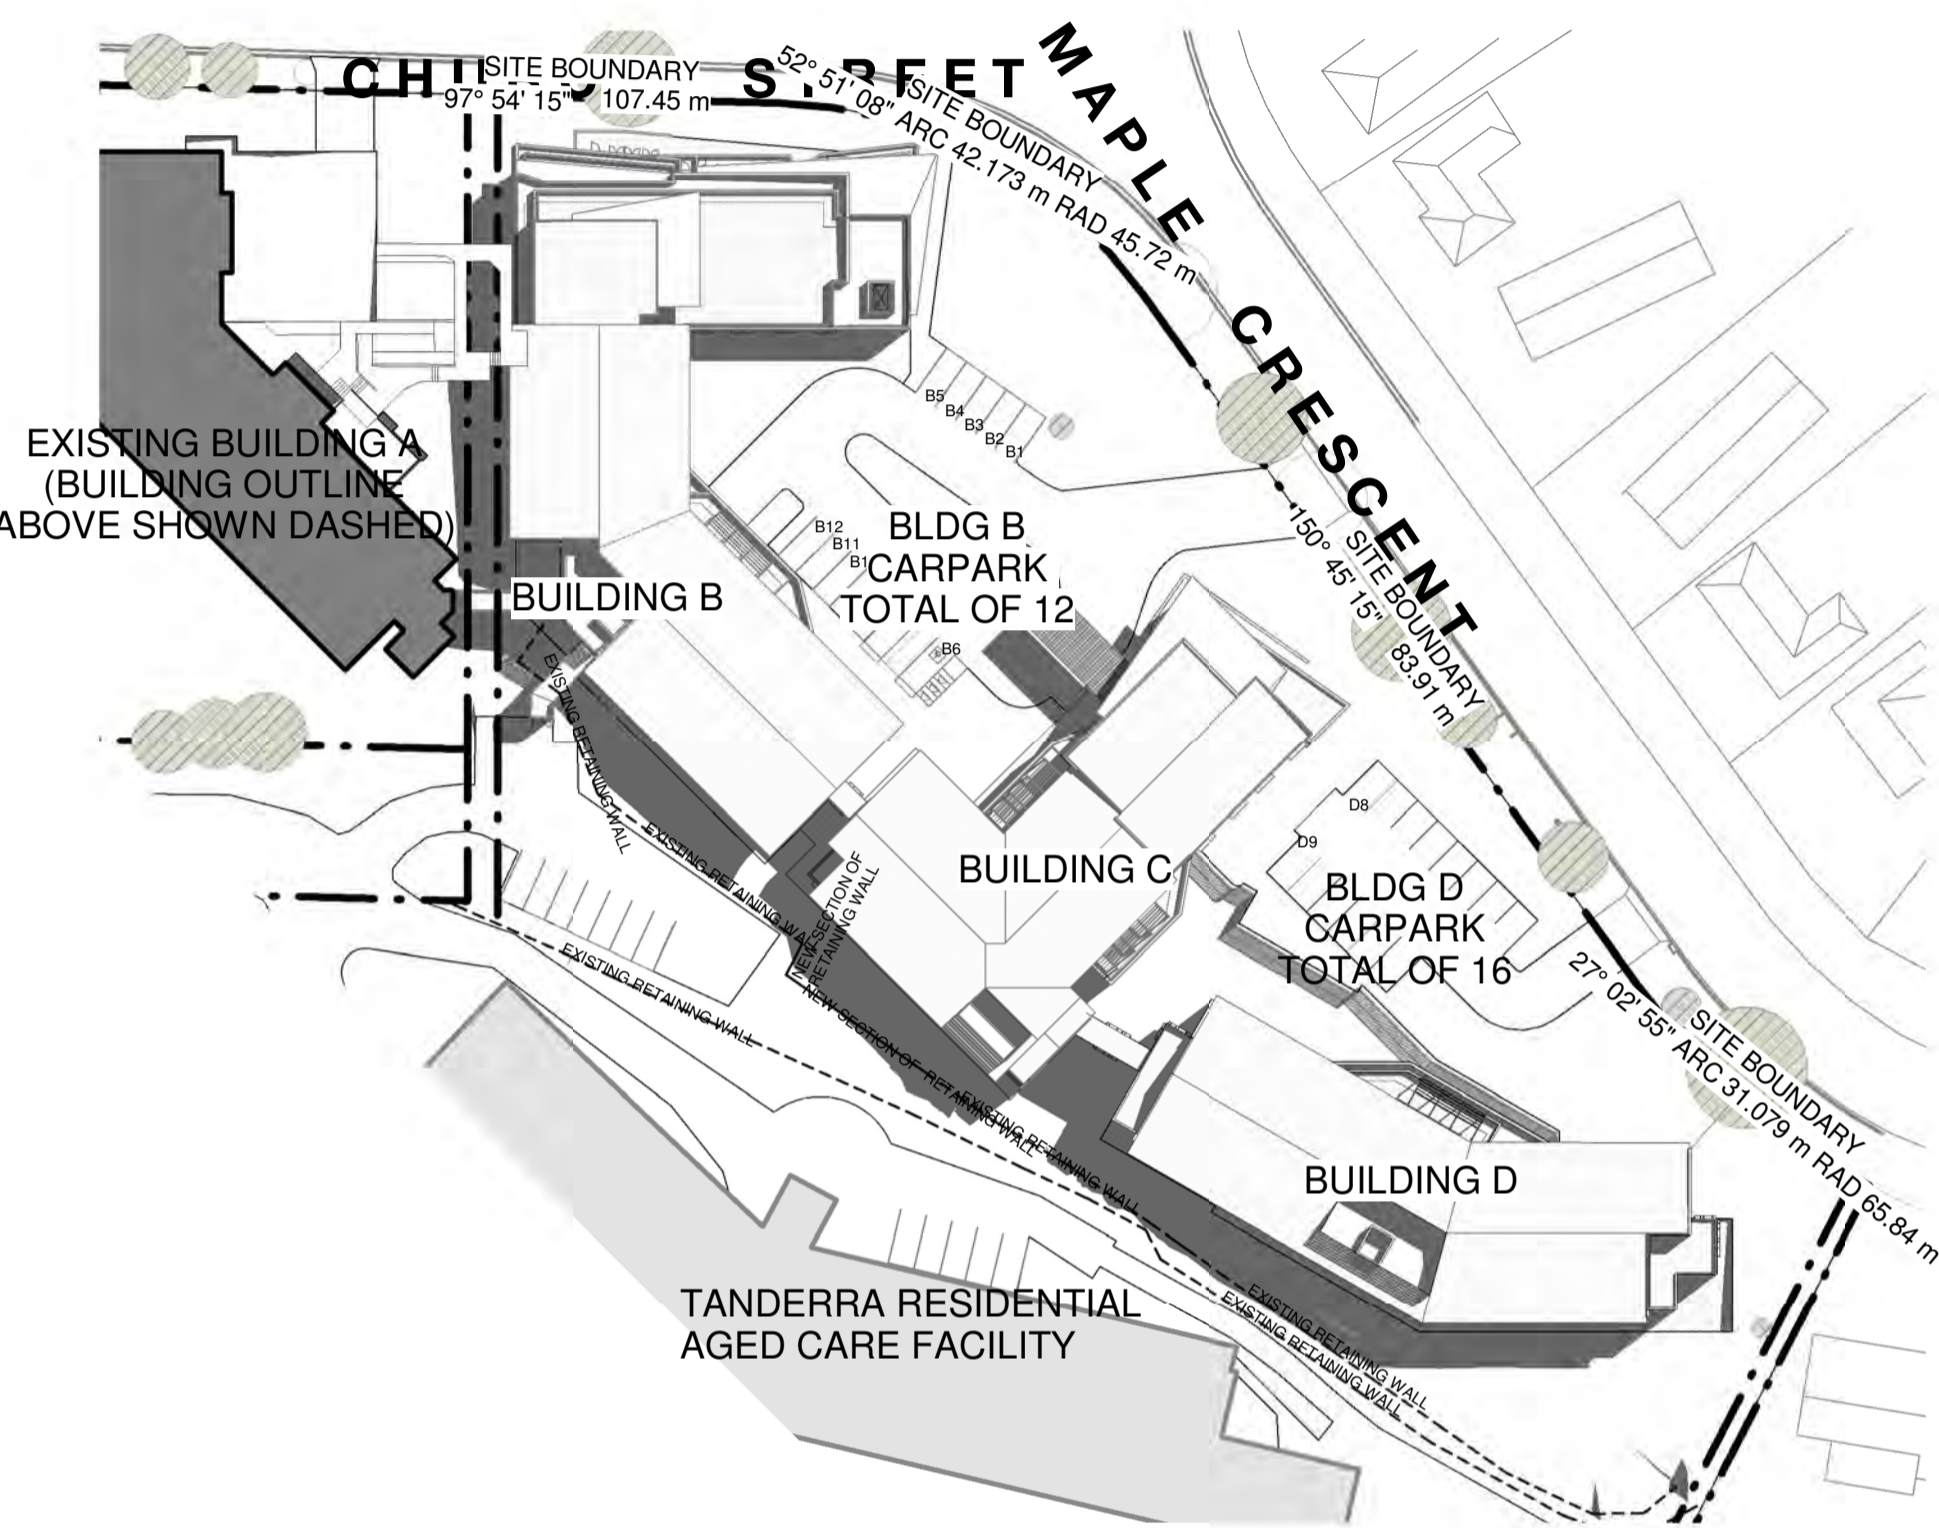 STREET
SITE BOUNDARY
97° 54' 15" 107.45 m
52° 51' 08" ARC 42.173 m RAD 45.72 m
SITE BOUNDARY
MAPLE CRESCENT
B5
B4
B3
B2
B1
EXISTING BUILDING A
(BUILDING OUTLINE
ABOVE SHOWN DASHED)
B12
B11
BLDG B
CARPARK
TOTAL OF 12
BUILDING B
B6
SITE BOUNDARY
150° 45' 15" 83.91 m
EXISTING RETAINING WALL
EXISTING RETAINING WALL
NEW SECTION OF
RETAINING WALL
D8
D9
BUILDING C
BLDG D
CARPARK
TOTAL OF 16
EXISTING RETAINING WALL
NEW SECTION OF RETAINING WALL
EXISTING RETAINING WALL
SITE BOUNDARY
27° 02' 55" ARC 31.079 m RAD 65.84 m
BUILDING D
TANDERRA RESIDENTIAL
AGED CARE FACILITY
EXISTING RETAINING WALL
EXISTING RETAINING WALL